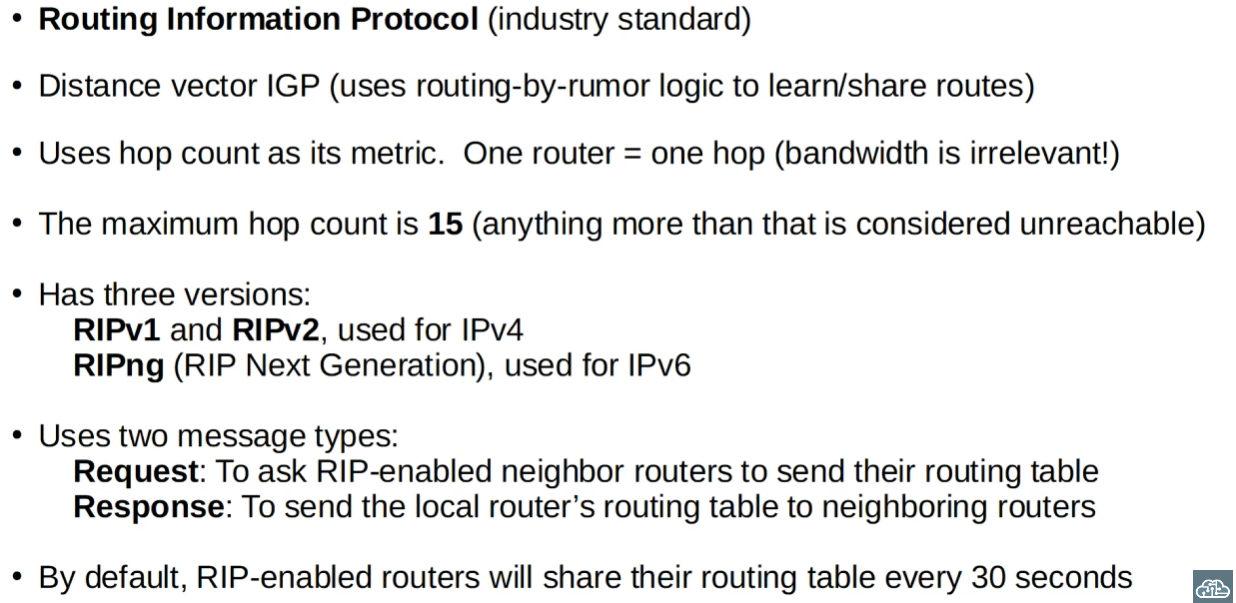 • Routing Information Protocol (industry standard)
• Distance vector IGP (uses routing-by-rumor logic to learn/share routes)
• Uses hop count as its metric.  One router = one hop (bandwidth is irrelevant!)
• The maximum hop count is 15 (anything more than that is considered unreachable)
• Has three versions:
RIPv1 and RIPv2, used for IPv4
RIPng (RIP Next Generation), used for IPv6
• Uses two message types:
Request: To ask RIP-enabled neighbor routers to send their routing table
Response: To send the local router’s routing table to neighboring routers
• By default, RIP-enabled routers will share their routing table every 30 seconds